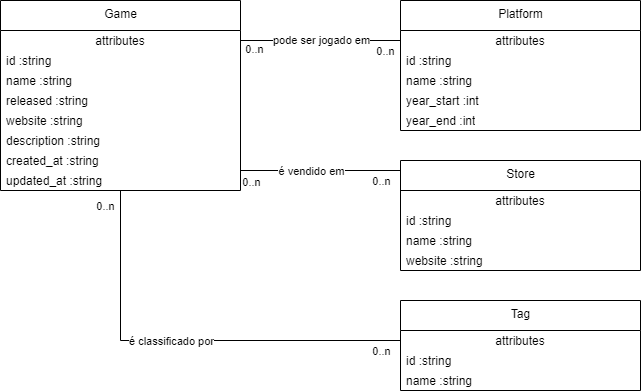 Game
attributes
id :string
name :string
released :string
website :string
description :string
created_at :string
updated_at :string
pode ser jogado em
0..n
0..n
Platform
attributes
id :string
name :string
year_start :int
year_end :int
é vendido em
0..n
0..n
Store
attributes
id :string
name :string
website :string
0..n
é classificado por
0..n
Tag
attributes
id :string
name :string